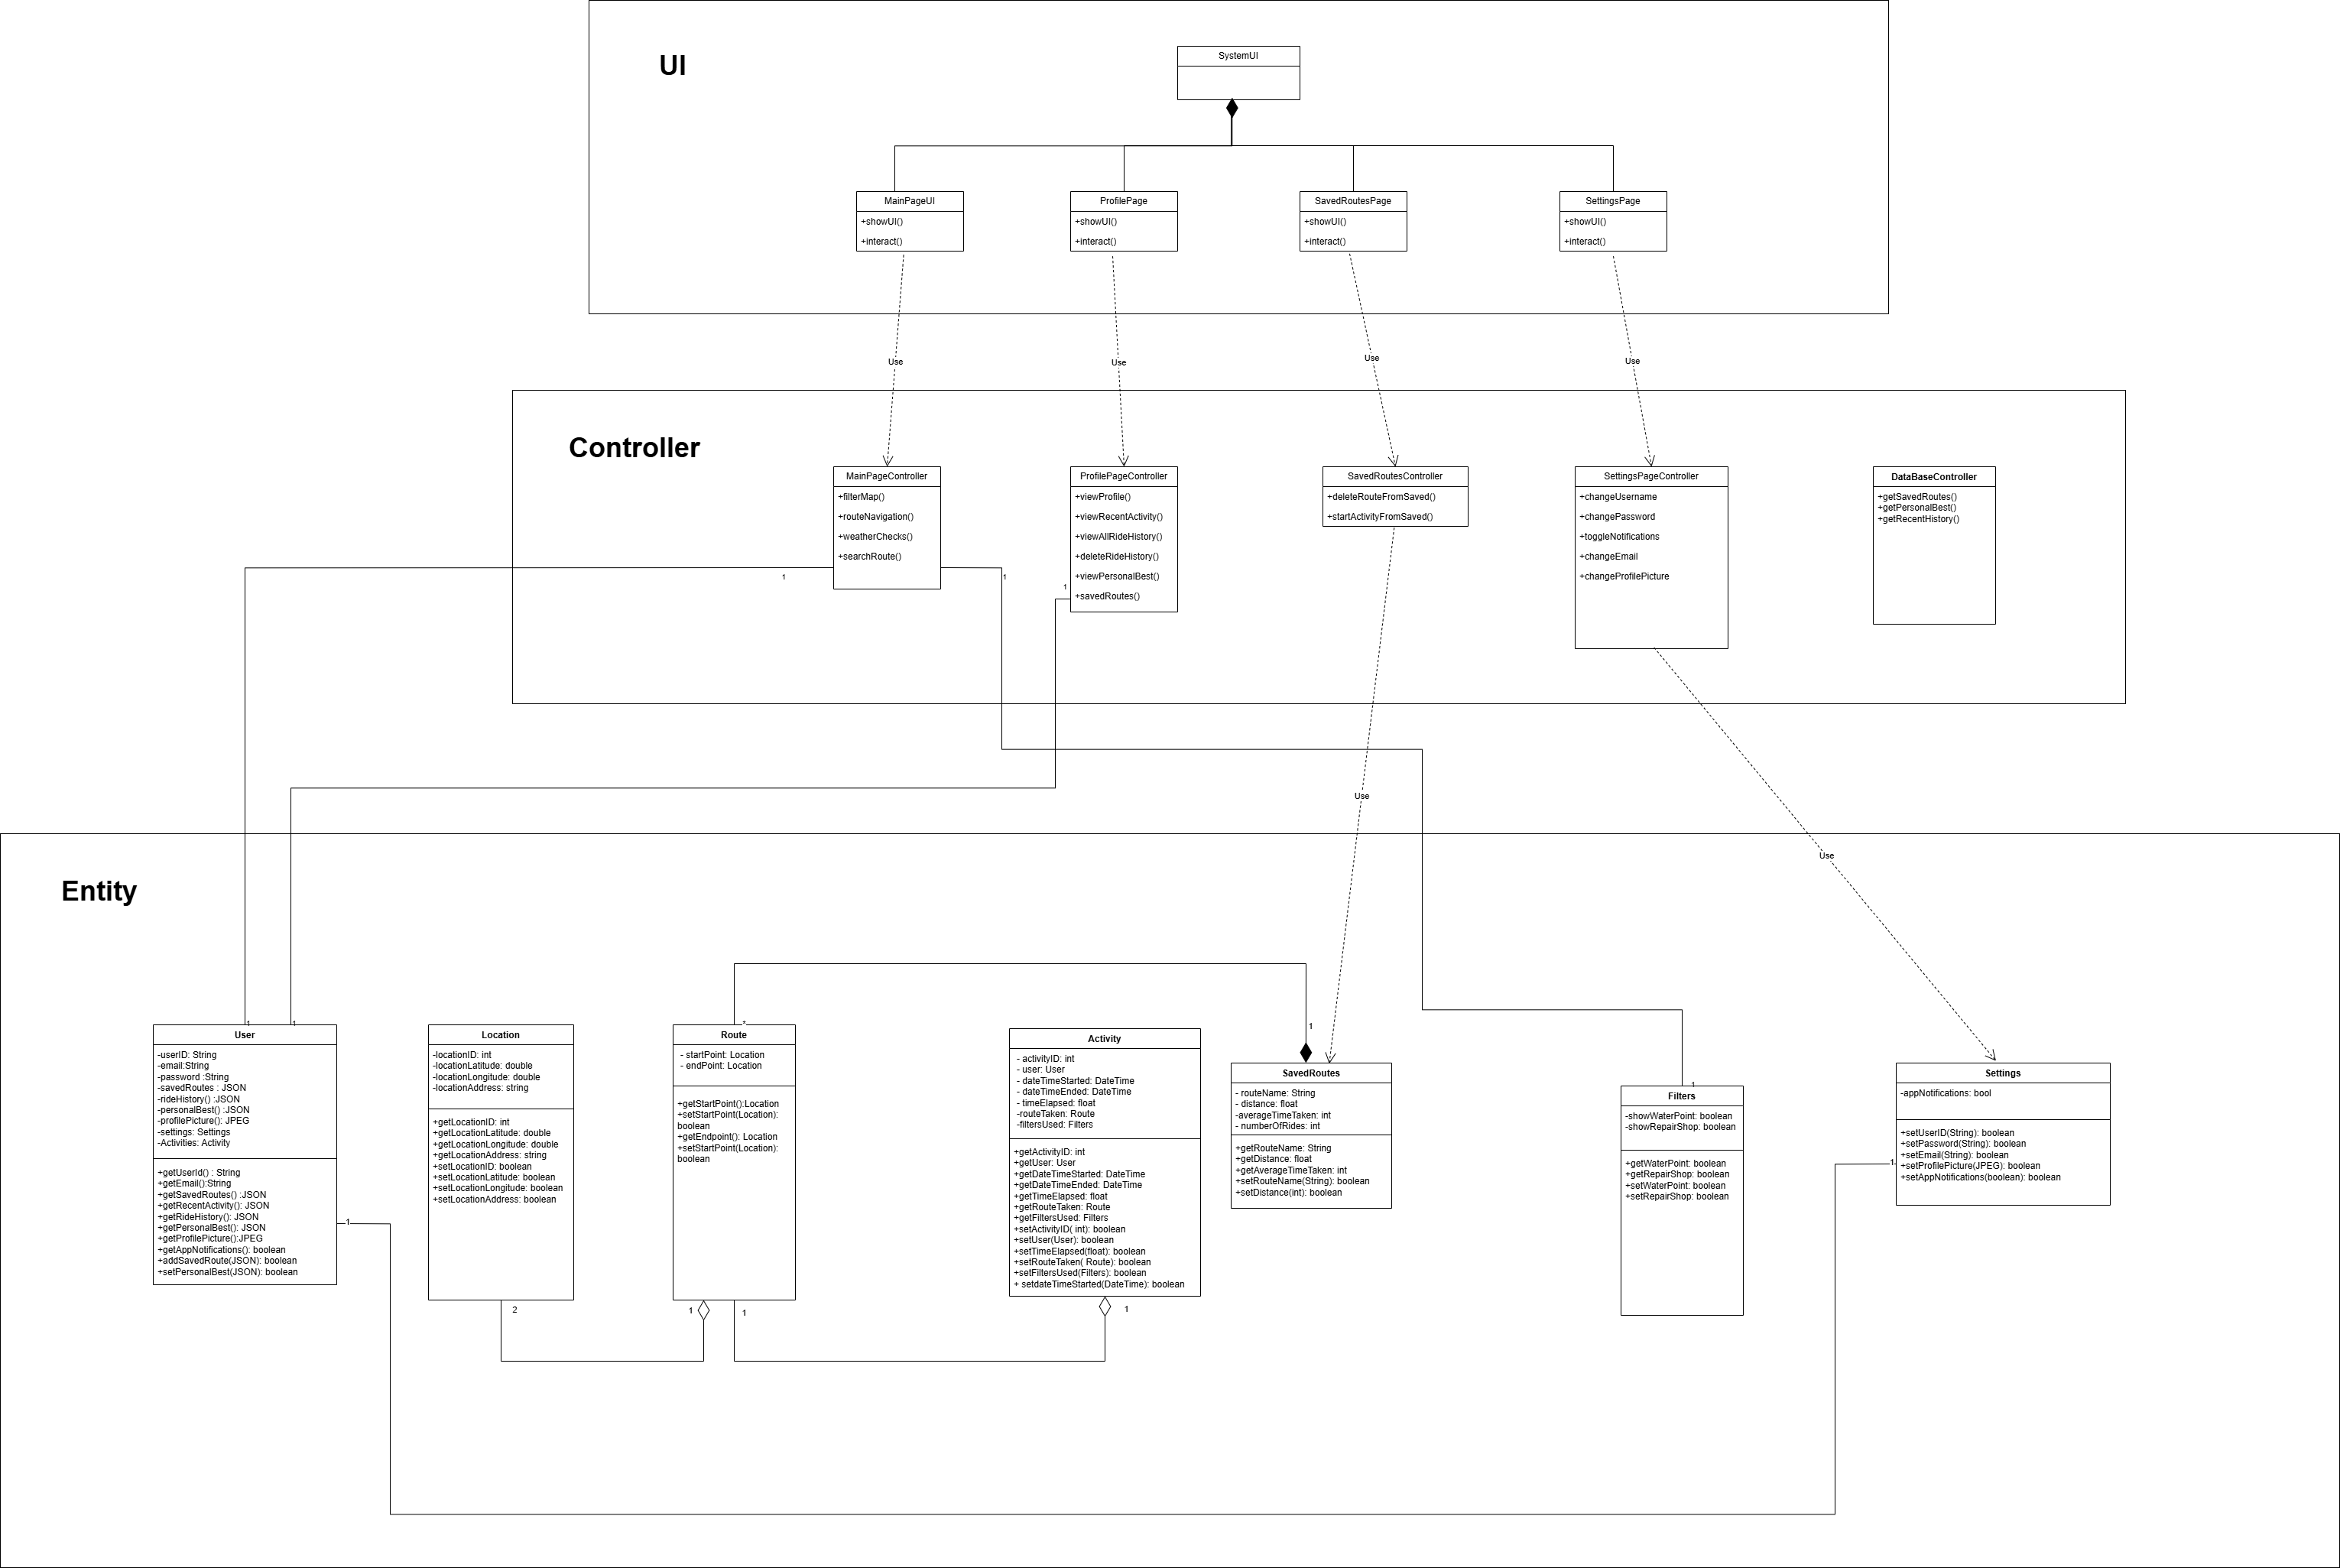 UI
SystemUI
MainPageUI
+showUI()
+interact()
ProfilePage
+showUI()
+interact()
SavedRoutesPage
+showUI()
+interact()
SettingsPage
+showUI()
+interact()
Use
Use
Use
Use
Controller
MainPageController
+filterMap()
+routeNavigation()
+weatherChecks()
+searchRoute()
1
1
ProfilePageController
+viewProfile()
+viewRecentActivity()
+viewAllRideHistory()
+deleteRideHistory()
+viewPersonalBest()
+savedRoutes()
1
SavedRoutesController
+deleteRouteFromSaved()
+startActivityFromSaved()
SettingsPageController
+changeUsername
+changePassword
+toggleNotifications
+changeEmail
+changeProfilePicture
DataBaseController
+getSavedRoutes()
+getPersonalBest()
+getRecentHistory()
Use
Use
Entity
1
1
User
-userID: String
-email:String
-password :String
-savedRoutes : JSON
-rideHistory() :JSON
-personalBest() :JSON
-profilePicture(): JPEG
-settings: Settings
-Activities: Activity
+getUserId() : String
+getEmail():String
+getSavedRoutes() :JSON
+getRecentActivity(): JSON
+getRideHistory(): JSON
+getPersonalBest(): JSON
+getProfilePicture():JPEG
+getAppNotifications(): boolean
+addSavedRoute(JSON): boolean
+setPersonalBest(JSON): boolean
1
Location
-locationID: int
-locationLatitude: double
-locationLongitude: double
-locationAddress: string
+getLocationID: int
+getLocationLatitude: double
+getLocationLongitude: double
+getLocationAddress: string
+setLocationID: boolean
+setLocationLatitude: boolean
+setLocationLongitude: boolean
+setLocationAddress: boolean
2
*
Route
- startPoint: Location
- endPoint: Location
+getStartPoint():Location
+setStartPoint(Location):
boolean
+getEndpoint(): Location
+setStartPoint(Location):
boolean
1
1
Activity
- activityID: int
- user: User
- dateTimeStarted: DateTime
- dateTimeEnded: DateTime
- timeElapsed: float
-routeTaken: Route
-filtersUsed: Filters
+getActivityID: int
+getUser: User
+getDateTimeStarted: DateTime
+getDateTimeEnded: DateTime
+getTimeElapsed: float
+getRouteTaken: Route
+getFiltersUsed: Filters
+setActivityID( int): boolean
+setUser(User): boolean
+setTimeElapsed(float): boolean
+setRouteTaken( Route): boolean
+setFiltersUsed(Filters): boolean
+ setdateTimeStarted(DateTime): boolean
1
1
SavedRoutes
- routeName: String
- distance: float
-averageTimeTaken: int
- numberOfRides: int
+getRouteName: String
+getDistance: float
+getAverageTimeTaken: int
+setRouteName(String): boolean
+setDistance(int): boolean
1
Filters
-showWaterPoint: boolean
-showRepairShop: boolean
+getWaterPoint: boolean
+getRepairShop: boolean
+setWaterPoint: boolean
+setRepairShop: boolean
Settings
-appNotifications: bool
+setUserID(String): boolean
+setPassword(String): boolean
+setEmail(String): boolean
+setProfilePicture(JPEG): boolean
+setAppNotifications(boolean): boolean
1